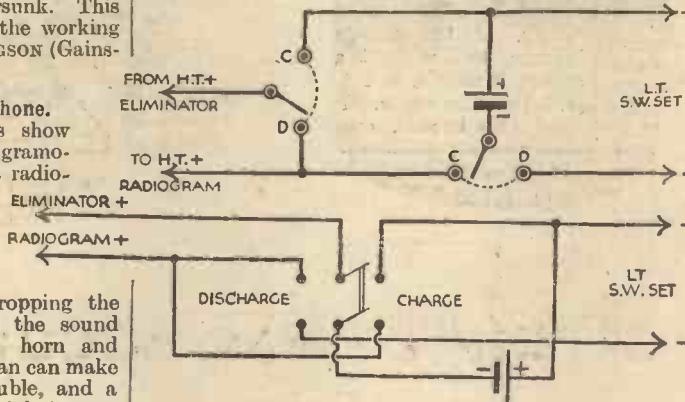 sunk. This
the working
GSON (Gains-
hone.
s show
gramo-
radio-
ropping the
the sound
horn and
an can make
uble, and a
C
FROM H.T.+
ELIMINATOR
D
TO H.T.+
RADIOGRAM
+
-
C D
L.T.
S.W. SET
ELIMINATOR +
RADIOGRAM +
DISCHARGE CHARGE
LT
S.W. SET
- +